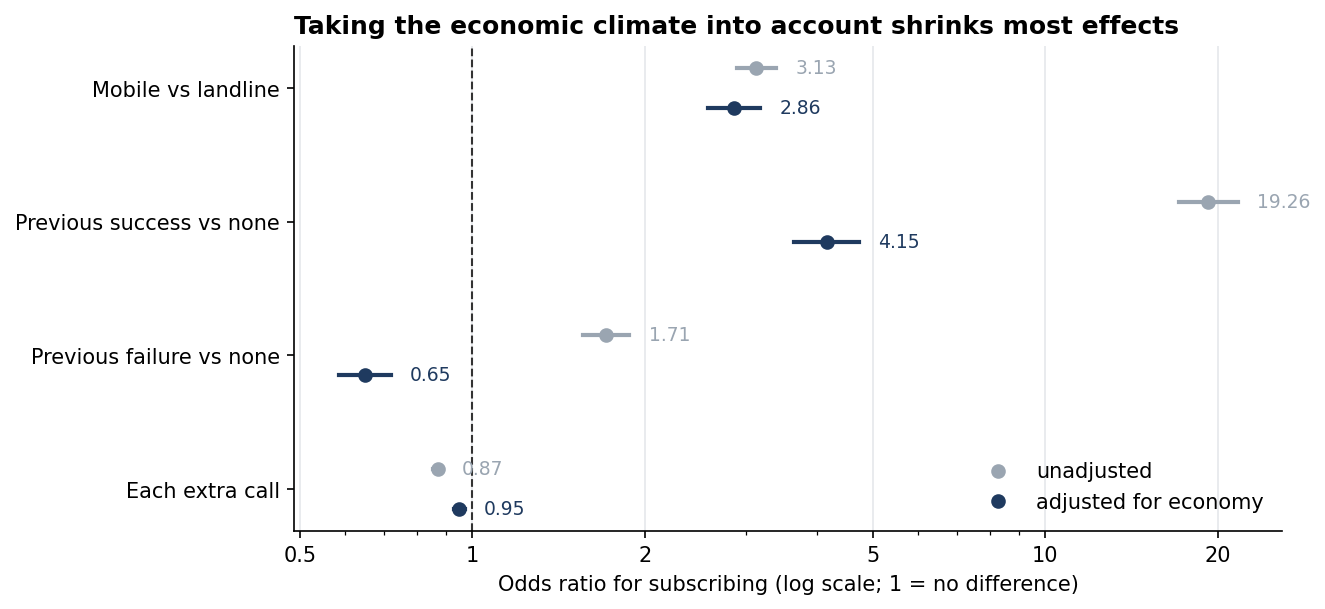 Taking the economic climate into account shrinks most effects
Mobile vs landline
3.13
2.86
Previous success vs none
19.26
4.15
Previous failure vs none
1.71
0.65
Each extra call
0.87
0.95
unadjusted
adjusted for economy
0.5 1 2 5 10 20
Odds ratio for subscribing (log scale; 1 = no difference)